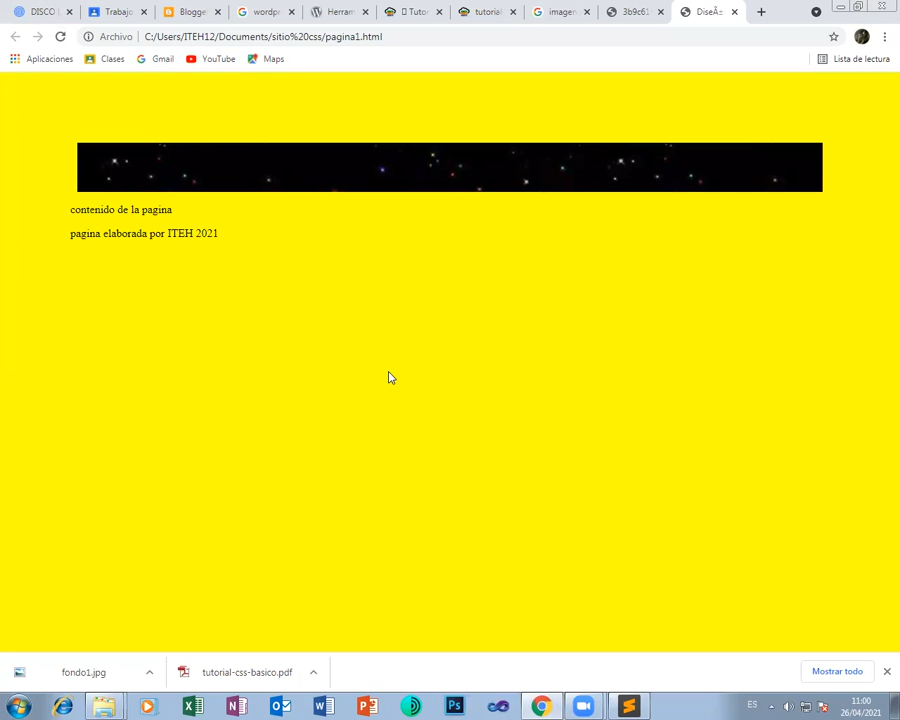 DISCO
Trabajo
Blogge
wordp
Herram
Tutor
tutorial
imagen
3b9c61
DiseÃ±
Archivo
C:/Users/ITEH12/Documents/sitio%20css/pagina1.html
Aplicaciones
Clases
Gmail
YouTube
Maps
Lista de lectura
contenido de la pagina
pagina elaborada por ITEH 2021
fondo1.jpg
tutorial-css-basico.pdf
Mostrar todo
ES
11:00
26/04/2021